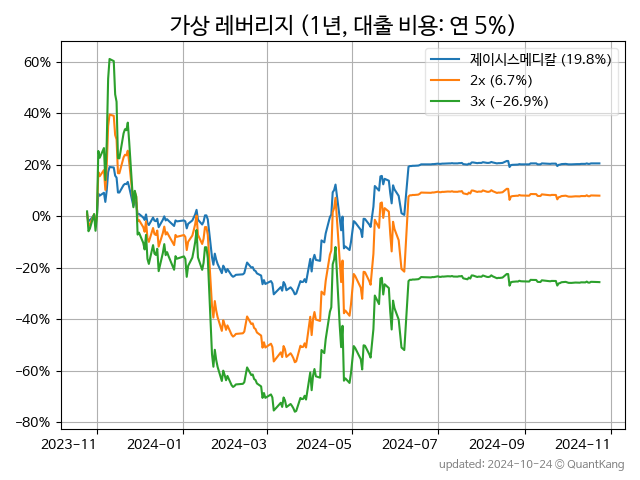 가상 레버리지 (1년, 대출 비용: 연 5%)
제이시스메디칼 (19.8%)
2x (6.7%)
3x (−26.9%)
60%
40%
20%
0%
−20%
−40%
−60%
−80%
2023-11 2024-01 2024-03 2024-05 2024-07 2024-09 2024-11
updated: 2024-10-24 © QuantKang